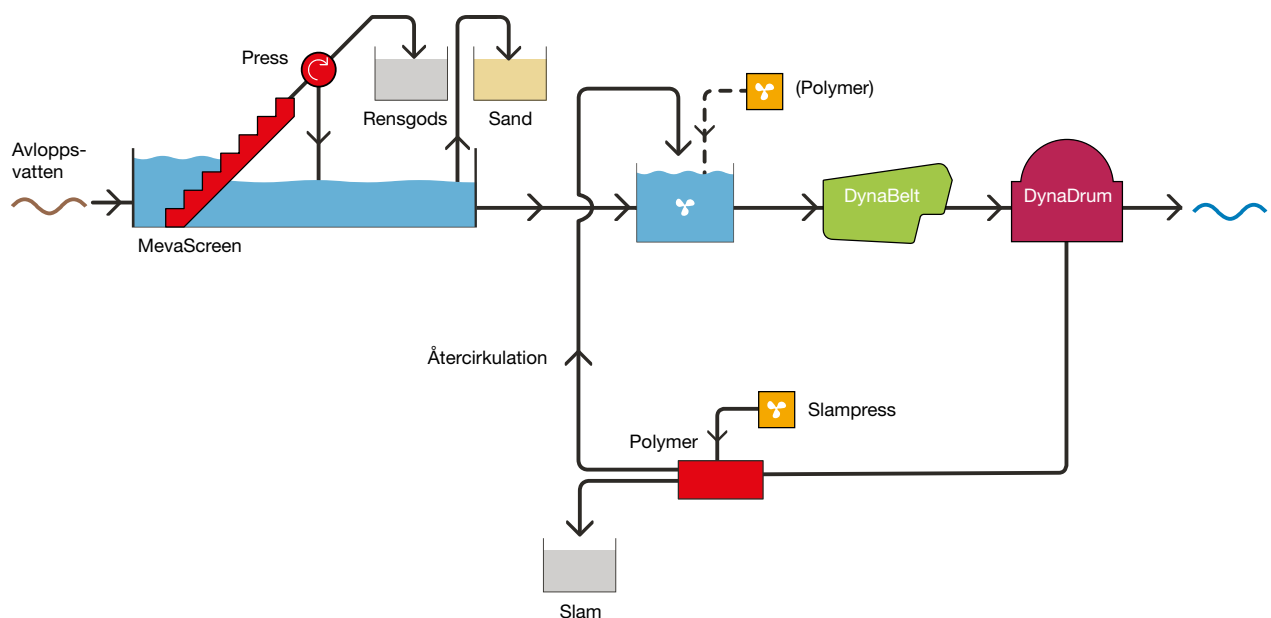 Press
Rensgods
Sand
(Polymer)
Avlopps-
vatten
MevaScreen
DynaBelt
DynaDrum
Återcirkulation
Slampress
Polymer
Slam